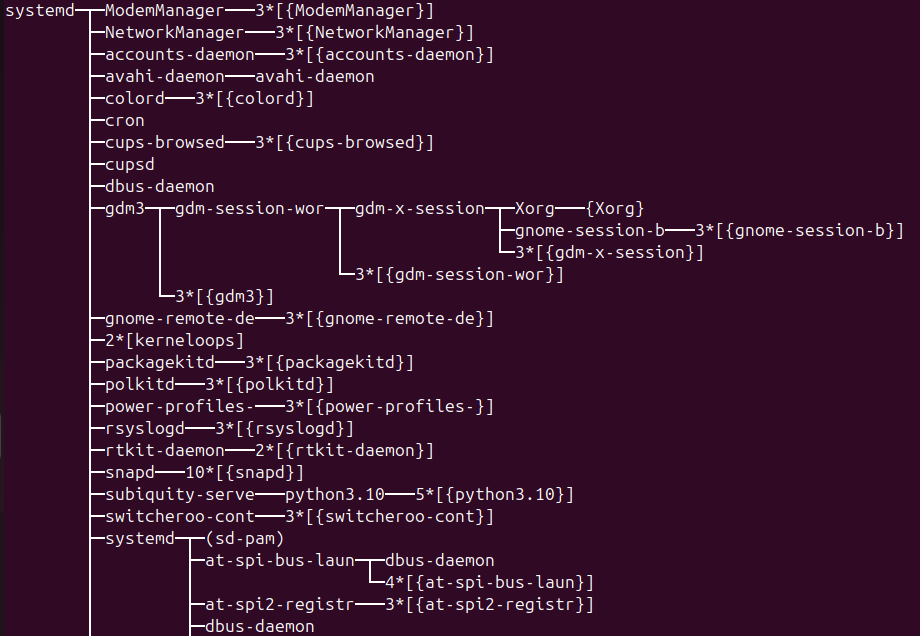 systemd─┬─ModemManager───3*[{ModemManager}]
        ├─NetworkManager───3*[{NetworkManager}]
        ├─accounts-daemon───3*[{accounts-daemon}]
        ├─avahi-daemon───avahi-daemon
        ├─colord───3*[{colord}]
        ├─cron
        ├─cups-browsed───3*[{cups-browsed}]
        ├─cupsd
        ├─dbus-daemon
        ├─gdm3─┬─gdm-session-wor─┬─gdm-x-session─┬─Xorg───{Xorg}
        │      │                 │               ├─gnome-session-b───3*[{gnome-session-b}]
        │      │                 │               └─3*[{gdm-x-session}]
        │      │                 └─3*[{gdm-session-wor}]
        │      └─3*[{gdm3}]
        ├─gnome-remote-de───3*[{gnome-remote-de}]
        ├─2*[kerneloops]
        ├─packagekitd───3*[{packagekitd}]
        ├─polkitd───3*[{polkitd}]
        ├─power-profiles-───3*[{power-profiles-}]
        ├─rsyslogd───3*[{rsyslogd}]
        ├─rtkit-daemon───2*[{rtkit-daemon}]
        ├─snapd───10*[{snapd}]
        ├─subiquity-serve───python3.10───5*[{python3.10}]
        ├─switcheroo-cont───3*[{switcheroo-cont}]
        ├─systemd─┬─(sd-pam)
        │         ├─at-spi-bus-laun─┬─dbus-daemon
        │         │                 └─4*[{at-spi-bus-laun}]
        │         ├─at-spi2-registr───3*[{at-spi2-registr}]
        │         ├─dbus-daemon